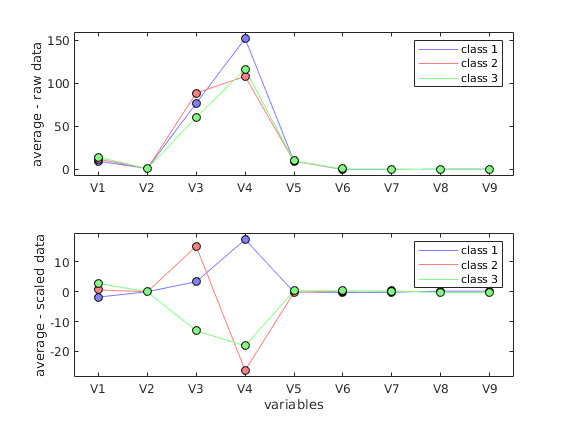 average - raw data
150
100
50
0
class 1
class 2
class 3
V1 V2 V3 V4 V5 V6 V7 V8 V9
average - scaled data
10
0
-10
-20
class 1
class 2
class 3
V1 V2 V3 V4 V5 V6 V7 V8 V9
variables